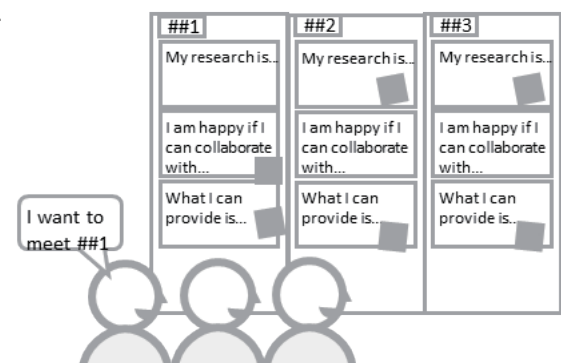 ##1
My research is...
I am happy if I
can collaborate
with...
What I can
provide is...
##2
My research is...
I am happy if I
can collaborate
with...
What I can
provide is...
##3
My research is...
I am happy if I
can collaborate
with...
What I can
provide is...
I want to
meet ##1